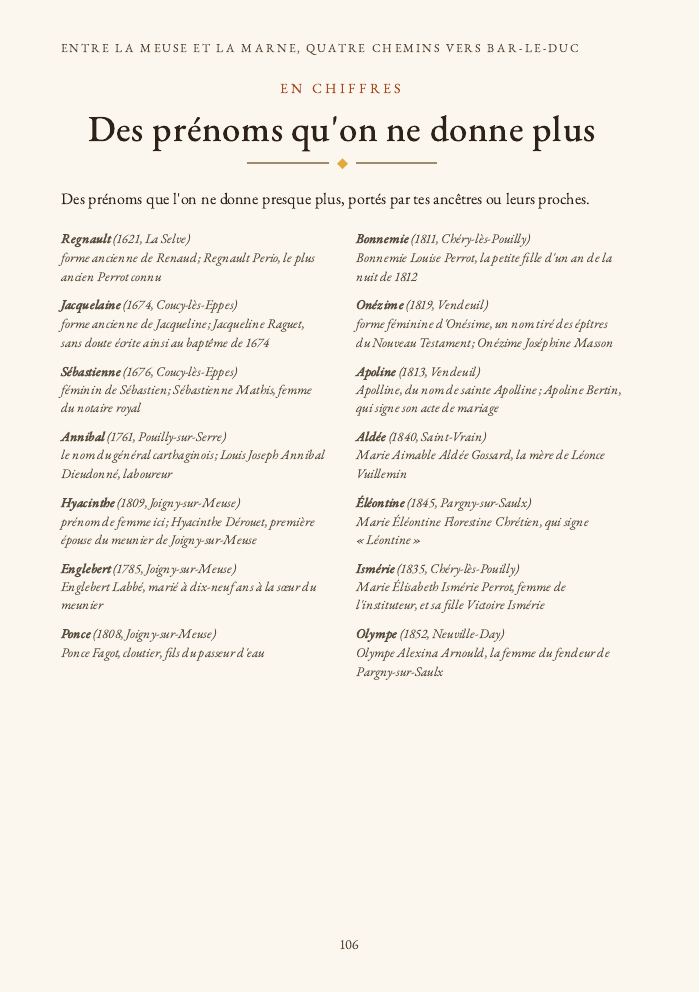 ENTRE LA MEUSE ET LA MARNE, QUATRE CHEMINS VERS BAR-LE-DUC
EN CHIFFRES
Des prénoms qu'on ne donne plus
Des prénoms que l'on ne donne presque plus, portés par tes ancêtres ou leurs proches.
Regnault (1621, La Selve)
forme ancienne de Renaud; Regnault Perio, le plus
ancien Perrot connu
Jacquelaine (1674, Coucy-lès-Eppes)
forme ancienne de Jacqueline; Jacqueline Raguet,
sans doute écrite ainsi au baptême de 1674
Sébastienne (1676, Coucy-lès-Eppes)
féminin de Sébastien; Sébastienne Mathis, femme
du notaire royal
Annibal (1761, Pouilly-sur-Serre)
le nom du général carthaginois; Louis Joseph Annibal
Dieudonné, laboureur
Hyacinthe (1809, Joigny-sur-Meuse)
prénom de femme ici; Hyacinthe Dérouet, première
épouse du meunier de Joigny-sur-Meuse
Englebert (1785, Joigny-sur-Meuse)
Englebert Labbé, marié à dix-neuf ans à la sœur du
meunier
Ponce (1808, Joigny-sur-Meuse)
Ponce Fagot, cloutier, fils du passeur d'eau
Bonnemie (1811, Chéry-lès-Pouilly)
Bonnemie Louise Perrot, la petite fille d'un an de la
nuit de 1812
Onézime (1819, Vendeuil)
forme féminine d'Onésime, un nom tiré des épîtres
du Nouveau Testament; Onézime Joséphine Masson
Apoline (1813, Vendeuil)
Apolline, du nom de sainte Apolline; Apoline Bertin,
qui signe son acte de mariage
Aldée (1840, Saint-Vrain)
Marie Aimable Aldée Gossard, la mère de Léonce
Vuillemin
Éléontine (1845, Pargny-sur-Saulx)
Marie Éléontine Florestine Chrétien, qui signe
« Léontine »
Ismérie (1835, Chéry-lès-Pouilly)
Marie Élisabeth Ismérie Perrot, femme de
l'instituteur, et sa fille Victoire Ismérie
Olympe (1852, Neuville-Day)
Olympe Alexina Arnould, la femme du fendeur de
Pargny-sur-Saulx
106